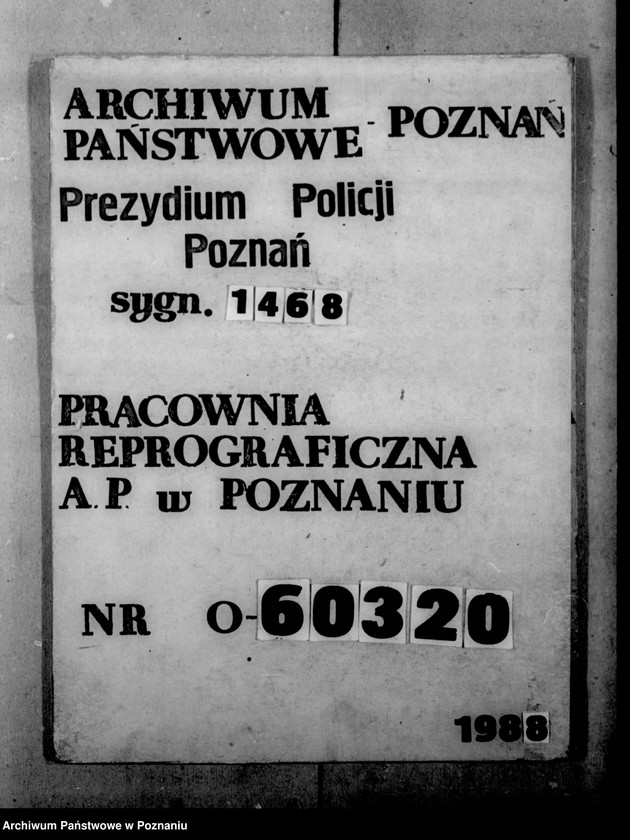 ARCHIWUM
PAŃSTWOWE - POZNAŃ
Prezydium Policji
Poznań
sygn. 1468
PRACOWNIA
REPROGRAFICZNA
A.P. w POZNANIU
NR O-60320
1988
Archiwum Państwowe w Poznaniu